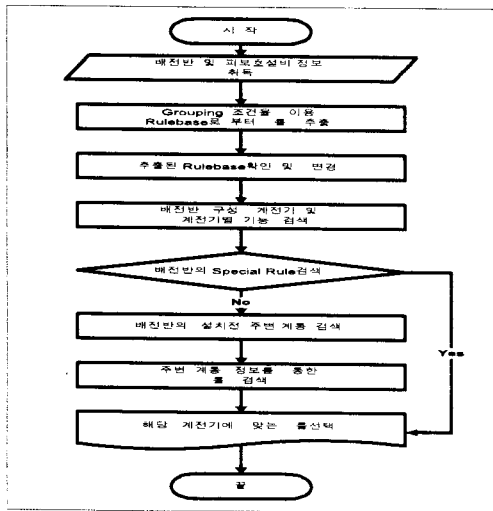 시 작
배전반 및 피보호설비 정보
취득
Grouping 조건을 이용
Rulebase로 부터 룰 추출
추출된 Rulebase확인 및 변경
배전반 구성 계전기 및
계전기별 기능 검색
배전반의 Special Rule검색
No
배전반의 설치전 주변 계통 검색
Yes
주변 계통 정보를 통한
룰 검색
해당 계전기에 맞는 룰선택
끝